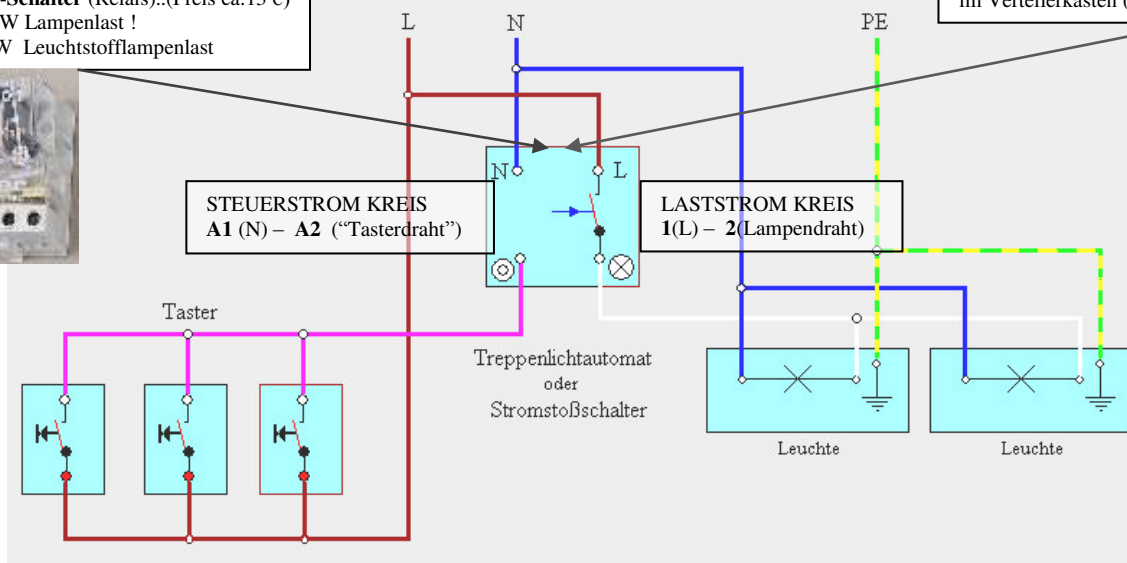 -Schalter (Relais)..(Preis ca.15 €)
W Lampenlast !
W Leuchtstofflampenlast
im Verteilerkasten (
L
N
PE
N
L
STEUERSTROM KREIS
A1 (N) – A2 (“Tasterdraht”)
LASTSTROM KREIS
1(L) – 2(Lampendraht)
Taster
Treppenlichtautomat
oder
Stromstoßschalter
Leuchte
Leuchte